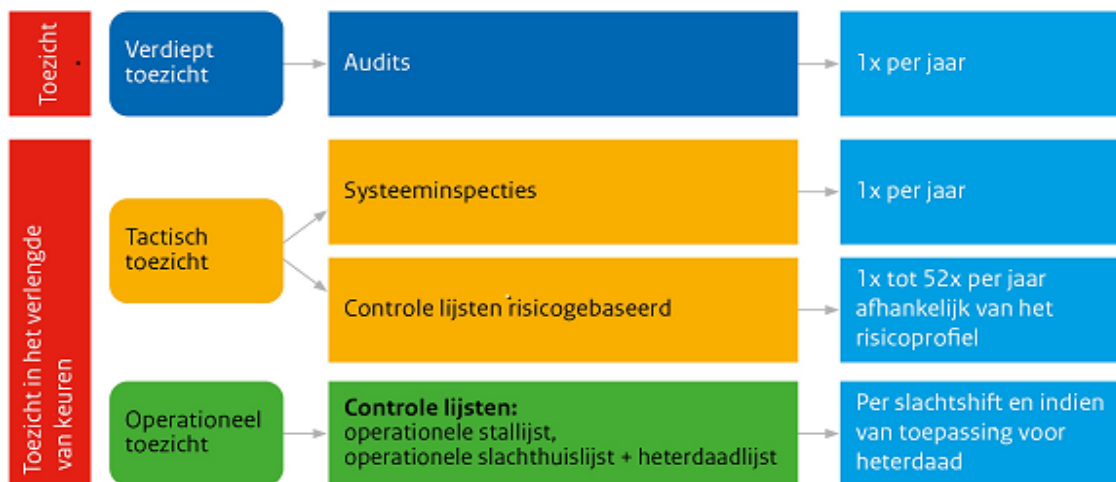 Toezicht
Verdiept
toezicht
Audits
1x per jaar
Toezicht in het verlengde
van keuren
Tactisch
toezicht
Systeeminspecties
1x per jaar
Controle lijsten risicogebaseerd
1x tot 52x per jaar
afhankelijk van het
risicoprofiel
Operationeel
toezicht
Controle lijsten:
operationele stallijst,
operationele slachthuislijst + heterdaadlijst
Per slachtshift en indien
van toepassing voor
heterdaad